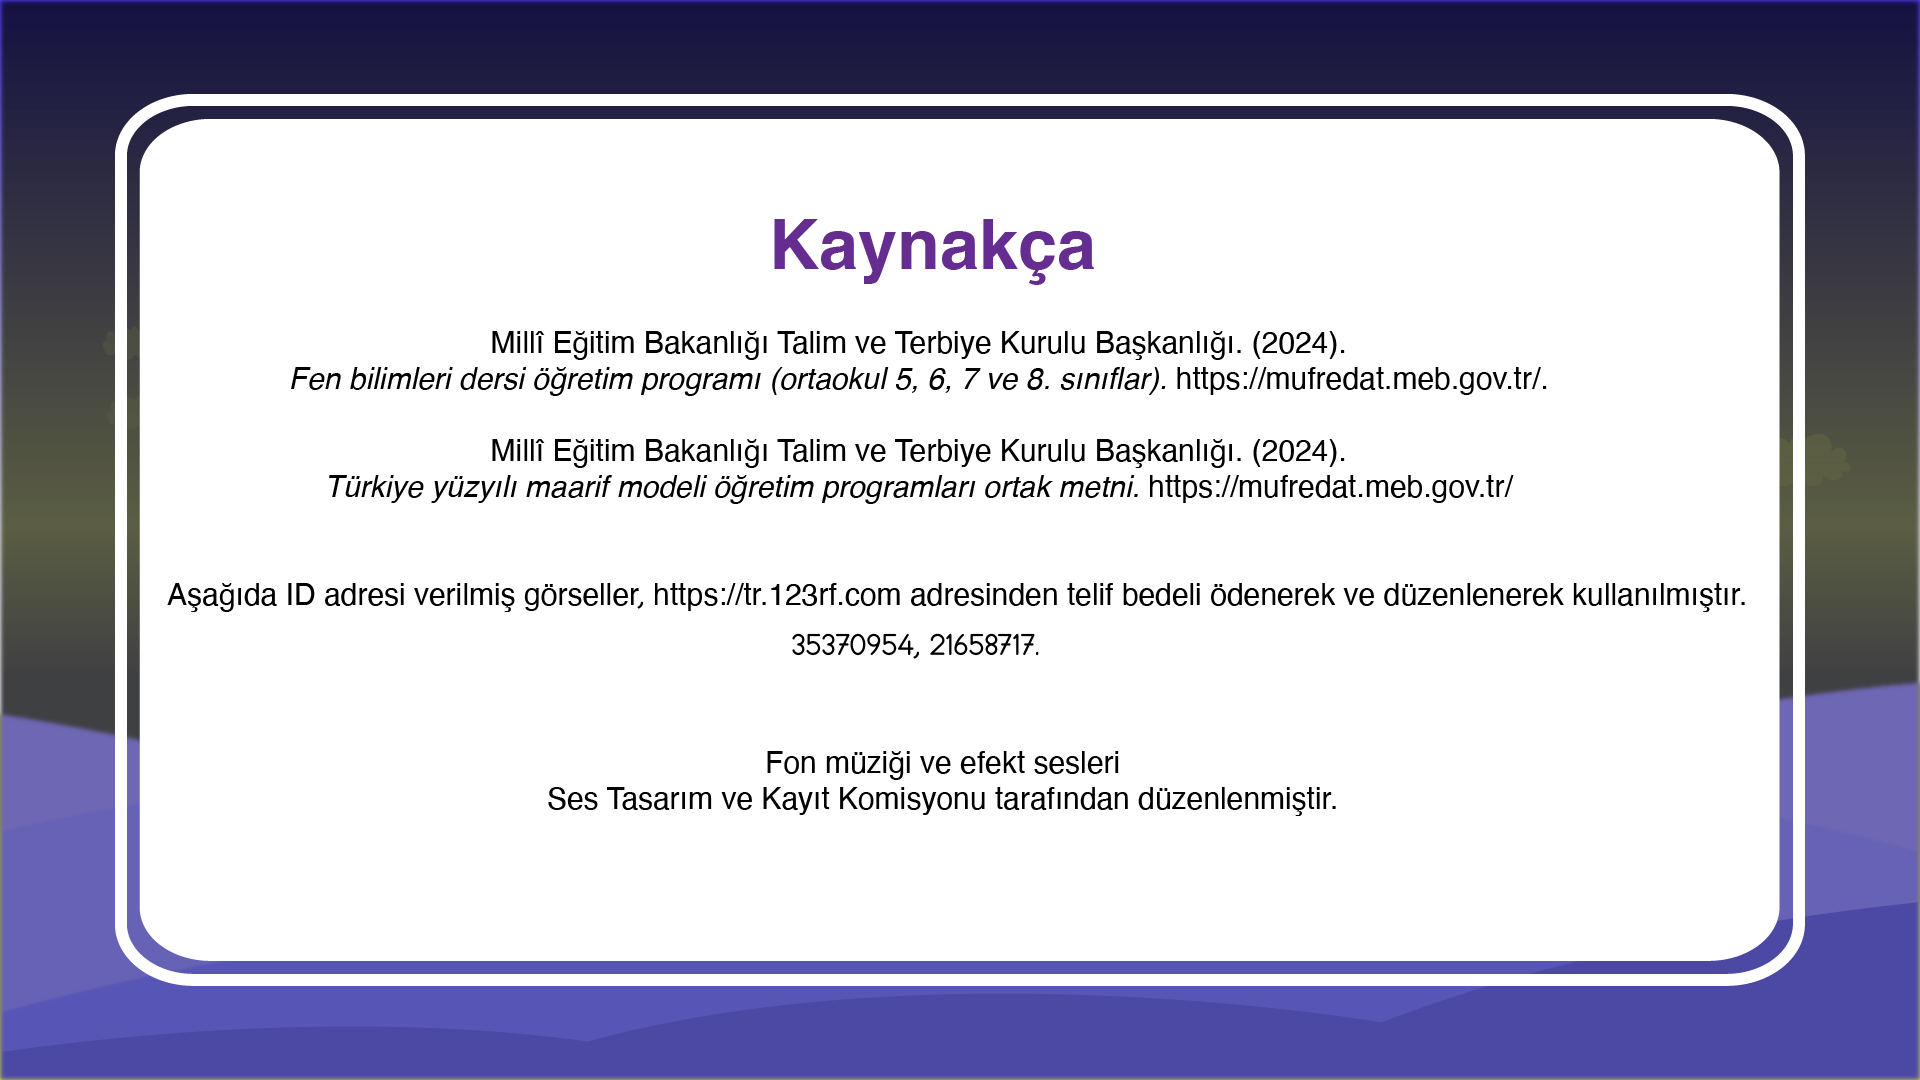 Kaynakça
Millî Eğitim Bakanlığı Talim ve Terbiye Kurulu Başkanlığı. (2024).
Fen bilimleri dersi öğretim programı (ortaokul 5, 6, 7 ve 8. sınıflar). https://mufredat.meb.gov.tr/.
Millî Eğitim Bakanlığı Talim ve Terbiye Kurulu Başkanlığı. (2024).
Türkiye yüzyılı maarif modeli öğretim programları ortak metni. https://mufredat.meb.gov.tr/
Aşağıda ID adresi verilmiş görseller, https://tr.123rf.com adresinden telif bedeli ödenerek ve düzenlenerek kullanılmıştır.
35370954, 21658717.
Fon müziği ve efekt sesleri
Ses Tasarım ve Kayıt Komisyonu tarafından düzenlenmiştir.